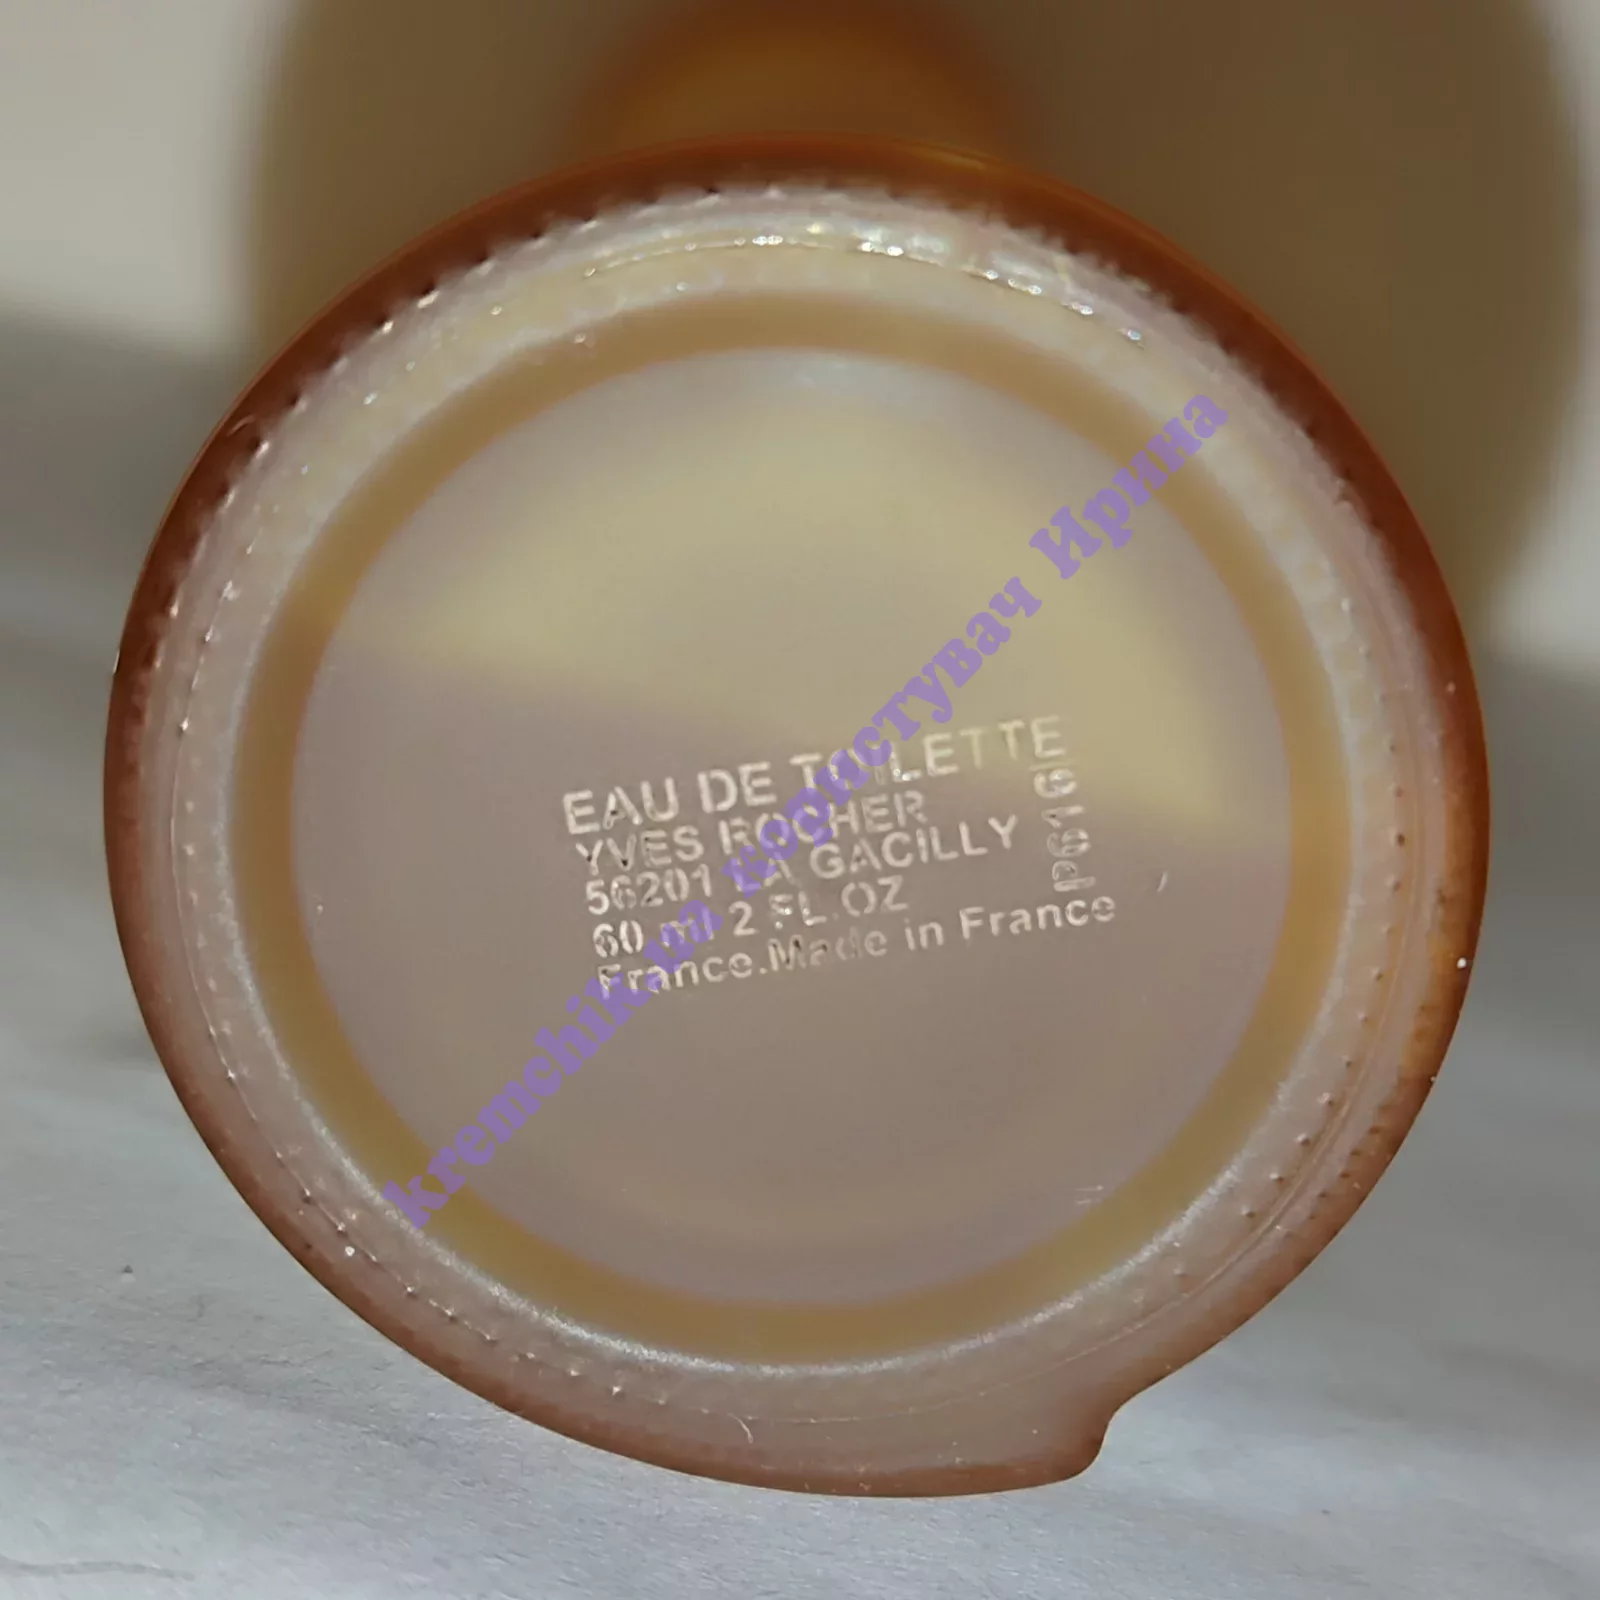 EAU DE TOILETTE
YVES ROCHER
56201 LA GACILLY
60 ml 2 FL.OZ
France.Made in France
kremchik.ua користувач Ирина